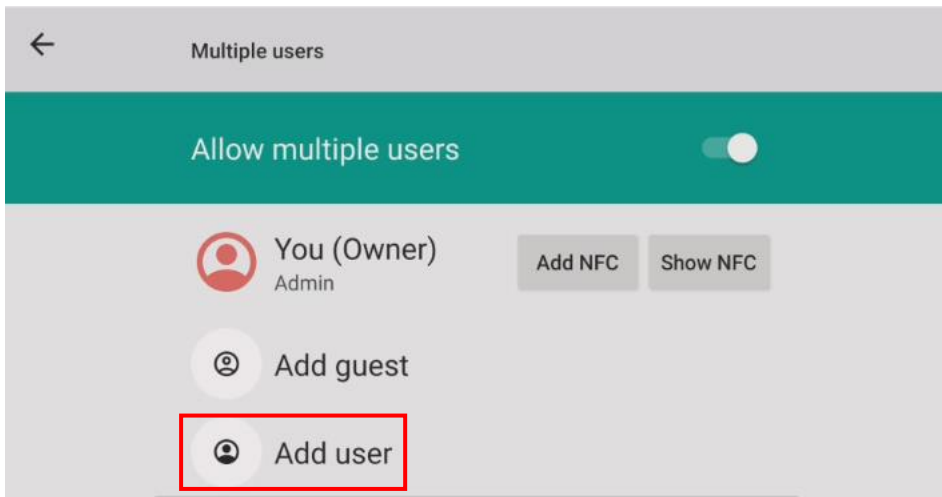 Multiple users
Allow multiple users
You (Owner)
Admin
Add NFC
Show NFC
Add guest
Add user